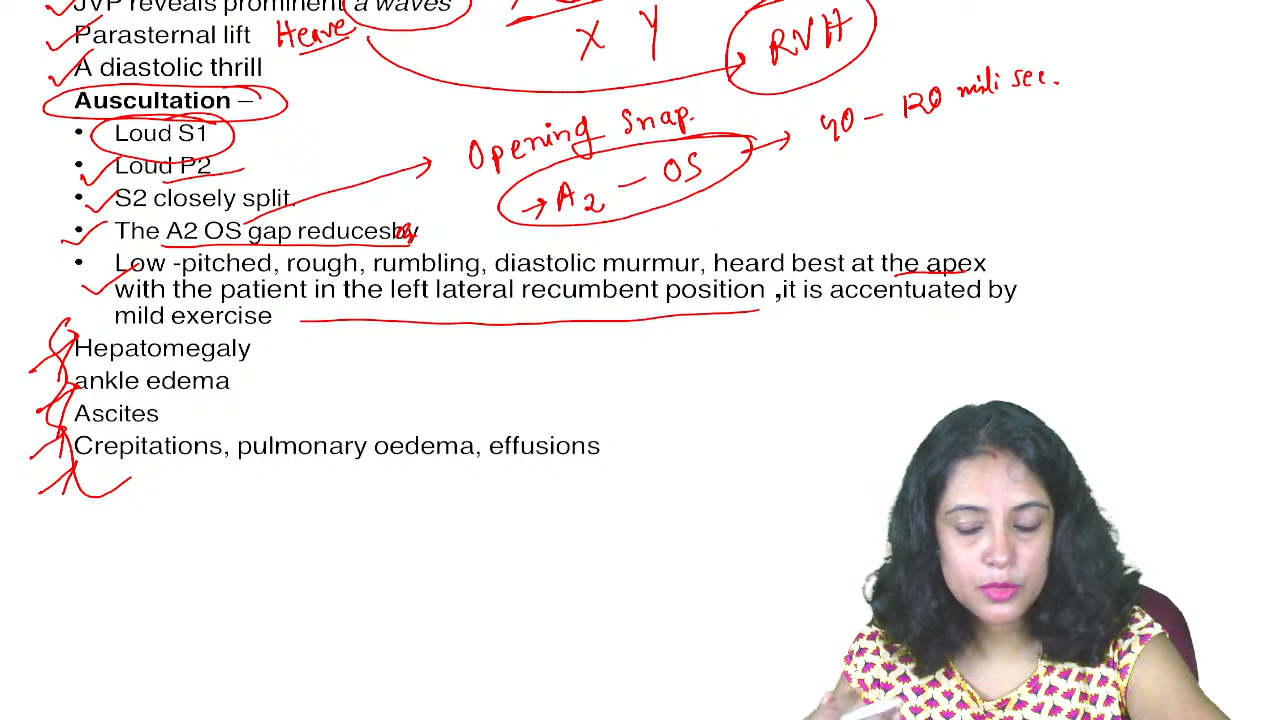 JVP reveals prominent a waves
Parasternal lift Heave
X Y
RVH
A diastolic thrill
Auscultation –
• Loud S1
Opening Snap.
40 – 120 mili sec.
• Loud P2
→ A2 – OS
• S2 closely split.
• The A2 OS gap reduces
• Low -pitched, rough, rumbling, diastolic murmur, heard best at the apex
with the patient in the left lateral recumbent position ,it is accentuated by
mild exercise
Hepatomegaly
ankle edema
Ascites
Crepitations, pulmonary oedema, effusions